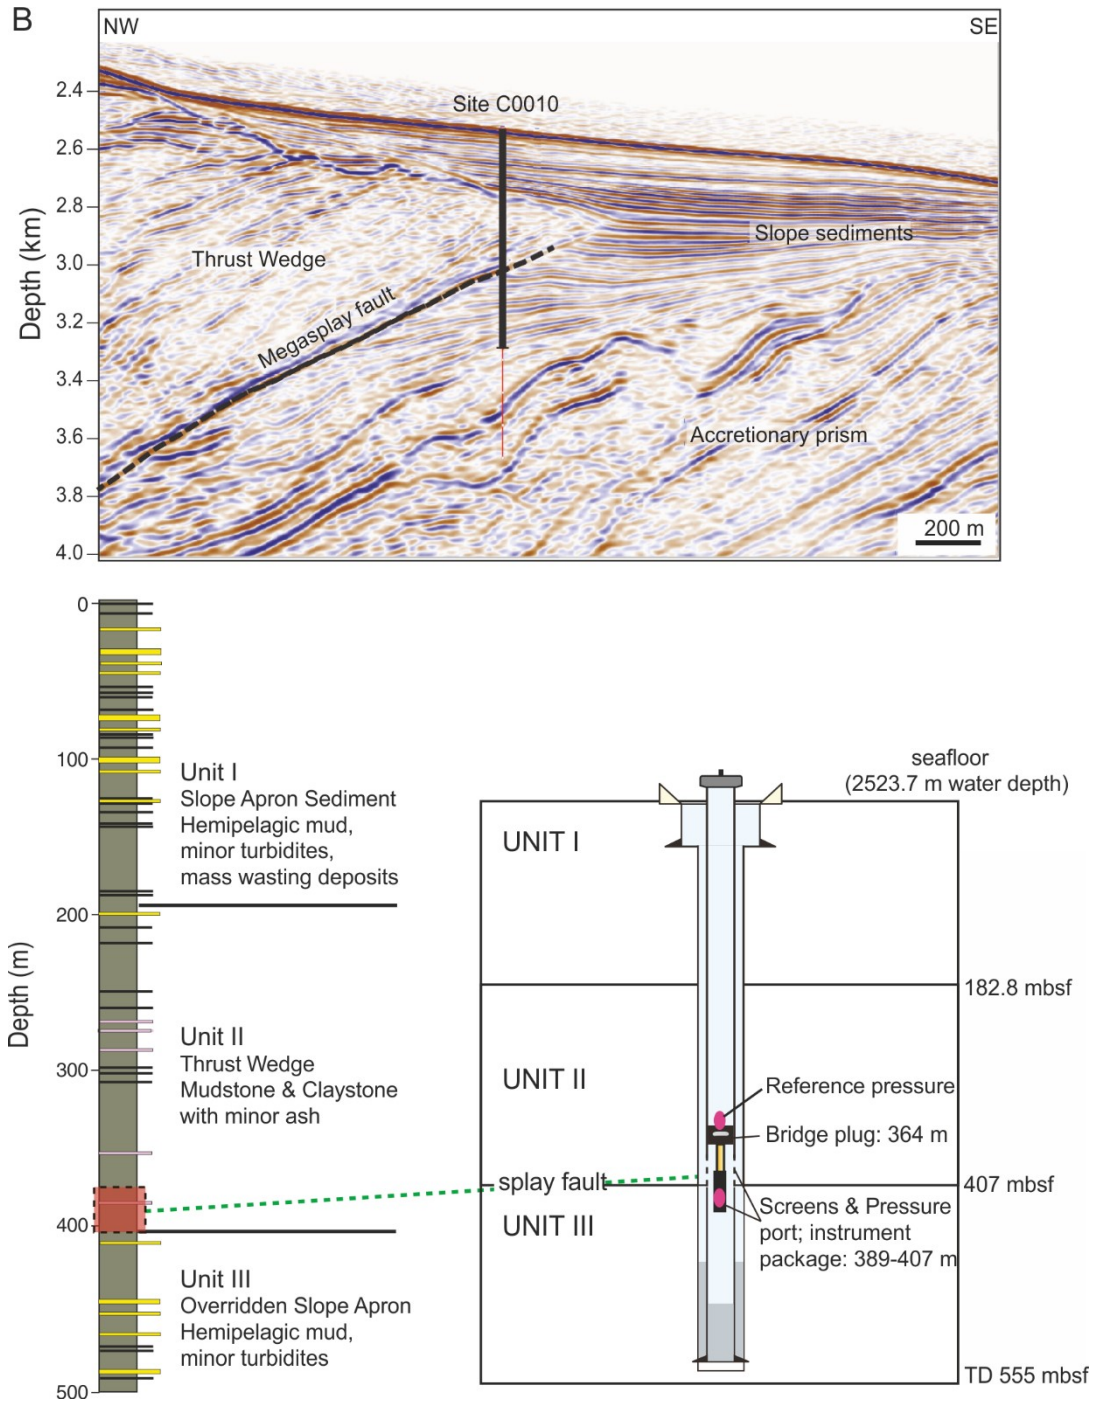 B
NW
SE
Site C0010
2.4
2.6
2.8
3.0
3.2
3.4
3.6
3.8
4.0
Depth (km)
Slope sediments
Thrust Wedge
Megasplay fault
Accretionary prism
200 m
0
100
200
300
400
500
Depth (m)
Unit I
Slope Apron Sediment
Hemipelagic mud,
minor turbidites,
mass wasting deposits
Unit II
Thrust Wedge
Mudstone & Claystone
with minor ash
Unit III
Overridden Slope Apron
Hemipelagic mud,
minor turbidites
seafloor
(2523.7 m water depth)
UNIT I
182.8 mbsf
UNIT II
Reference pressure
Bridge plug: 364 m
splay fault
407 mbsf
UNIT III
Screens & Pressure
port; instrument
package: 389-407 m
TD 555 mbsf